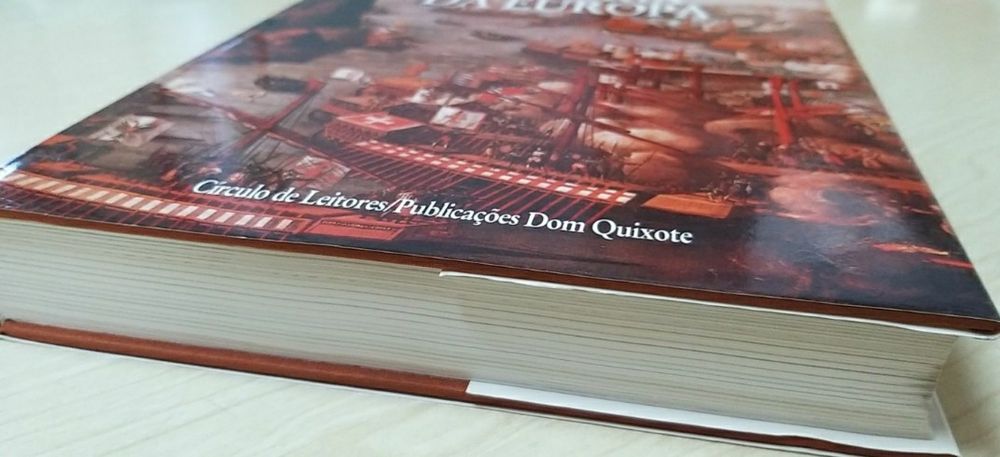 DA EUROPA
Círculo de Leitores/Publicações Dom Quixote